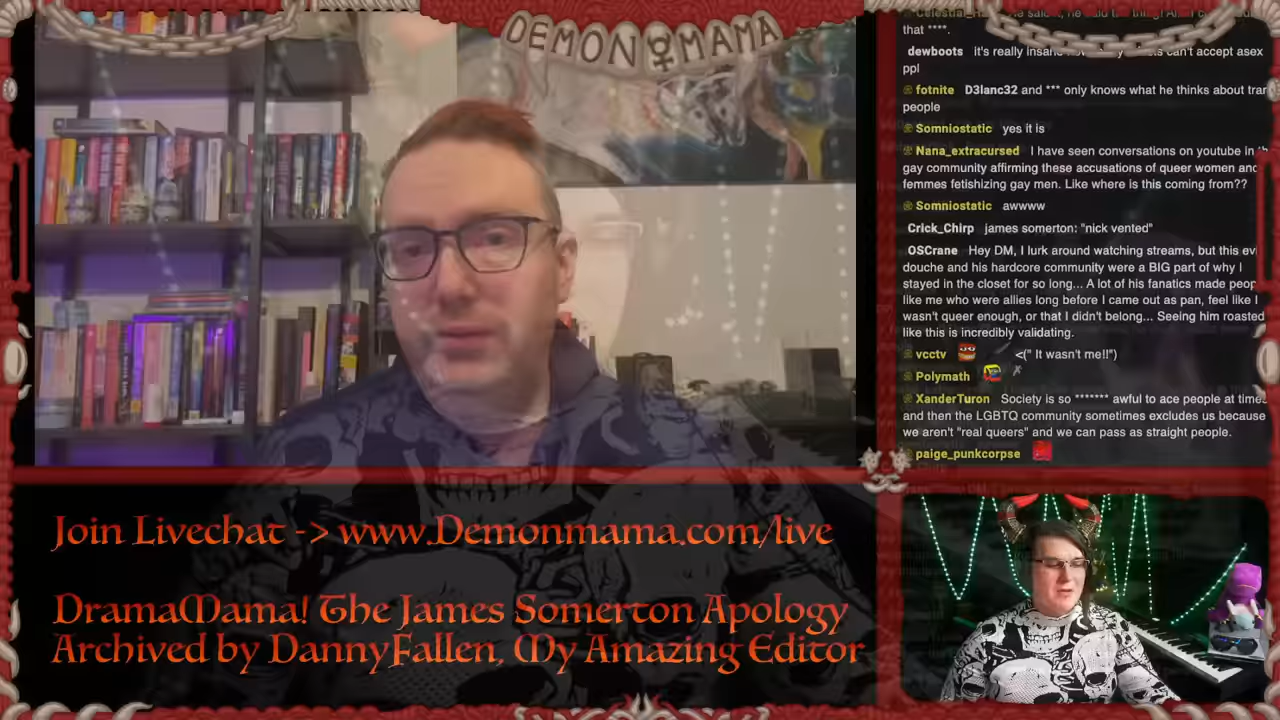 DEMON MAMA
that ****.
dewboots it's really can't accept asex
ppl
fotnite D3lanc32 and *** only knows what he thinks about tran
people
Somniostatic yes it is
Nana_extracursed I have seen conversations on youtube in
gay community affirming these accusations of queer women and
femmes fetishizing gay men. Like where is this coming from??
Somniostatic awwww
Crick_Chirp james somerton: "nick vented"
OSCrane Hey DM, I lurk around watching streams, but this evi
douche and his hardcore community were a BIG part of why I
stayed in the closet for so long... A lot of his fanatics made peop
like me who were allies long before I came out as pan, feel like I
wasn't queer enough, or that I didn't belong... Seeing him roasted
like this is incredibly validating.
vcctv <(" It wasn't me!!")
Polymath
XanderTuron Society is so ******* awful to ace people at times
and then the LGBTQ community sometimes excludes us because
we aren't "real queers" and we can pass as straight people.
paige_punkcorpse
Join Livechat -> www.Demonmama.com/live
DramaMama! The James Somerton Apology
Archived by DannyFallen, My Amazing Editor